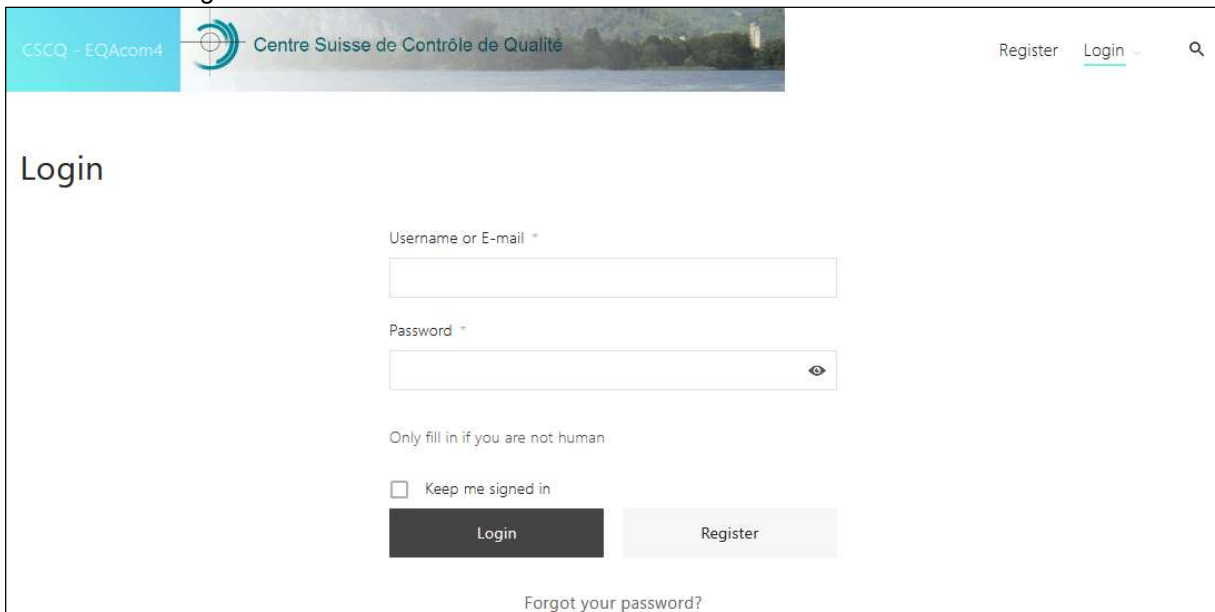 CSCQ - EQAcom4
Centre Suisse de Contrôle de Qualité
Register Login
Login
Username or E-mail *
Password *
Only fill in if you are not human
Keep me signed in
Login Register
Forgot your password?